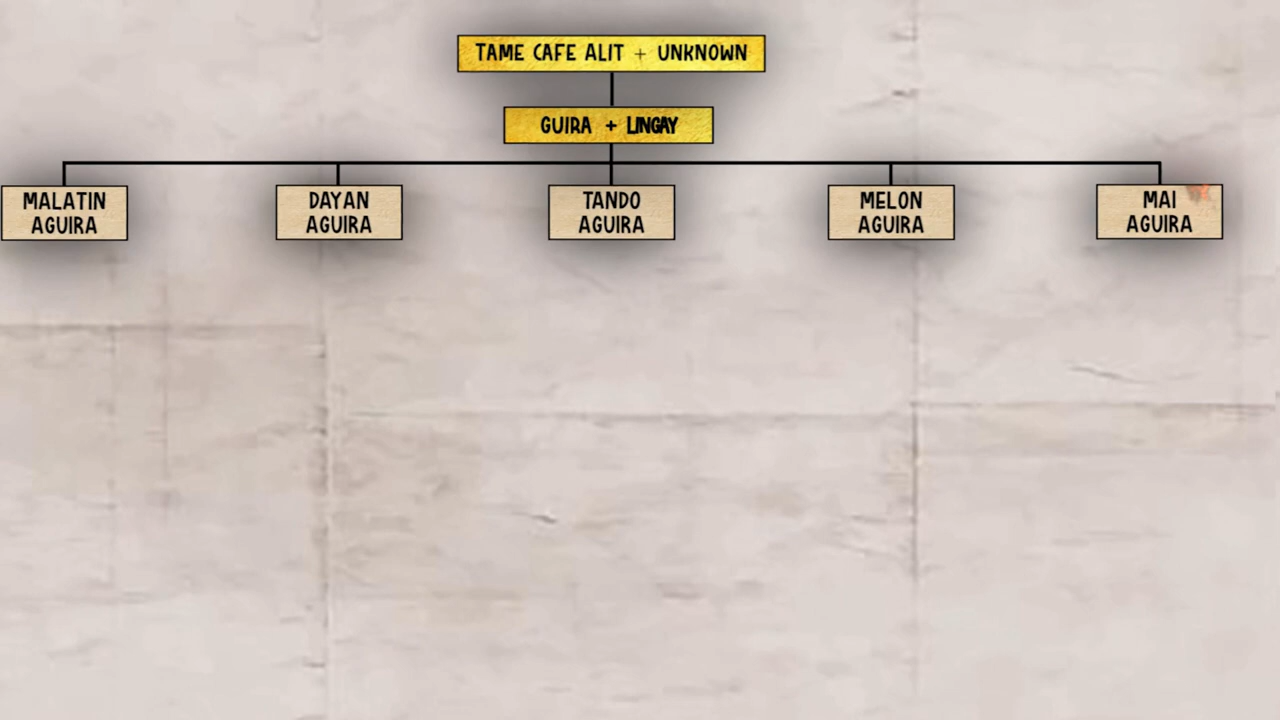 TAME CAFE ALIT + UNKNOWN
GUIRA + LINGAY
MALATIN
AGUIRA
DAYAN
AGUIRA
TANDO
AGUIRA
MELON
AGUIRA
MAI
AGUIRA